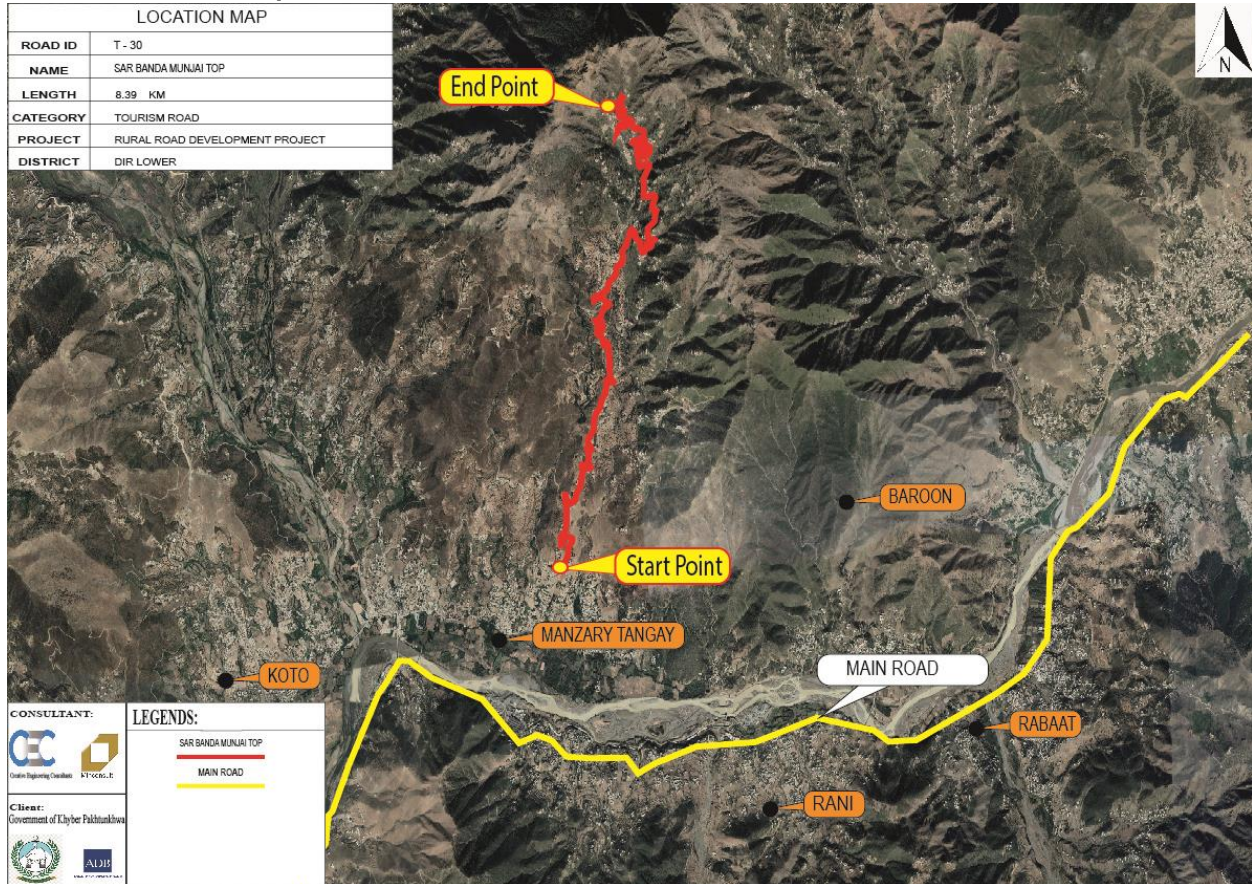 LOCATION MAP
ROAD ID T - 30
NAME SAR BANDA MUNJAI TOP
LENGTH 8.39 KM
CATEGORY TOURISM ROAD
PROJECT RURAL ROAD DEVELOPMENT PROJECT
DISTRICT DIR LOWER
N
End Point
BAROON
Start Point
MANZARY TANGAY
MAIN ROAD
KOTO
RABAAT
RANI
CONSULTANT:
CEC
Creative Engineering Consultants
LEGENDS:
SAR BANDA MUNJAI TOP
MAIN ROAD
Client:
Government of Khyber Pakhtunkhwa
ADB